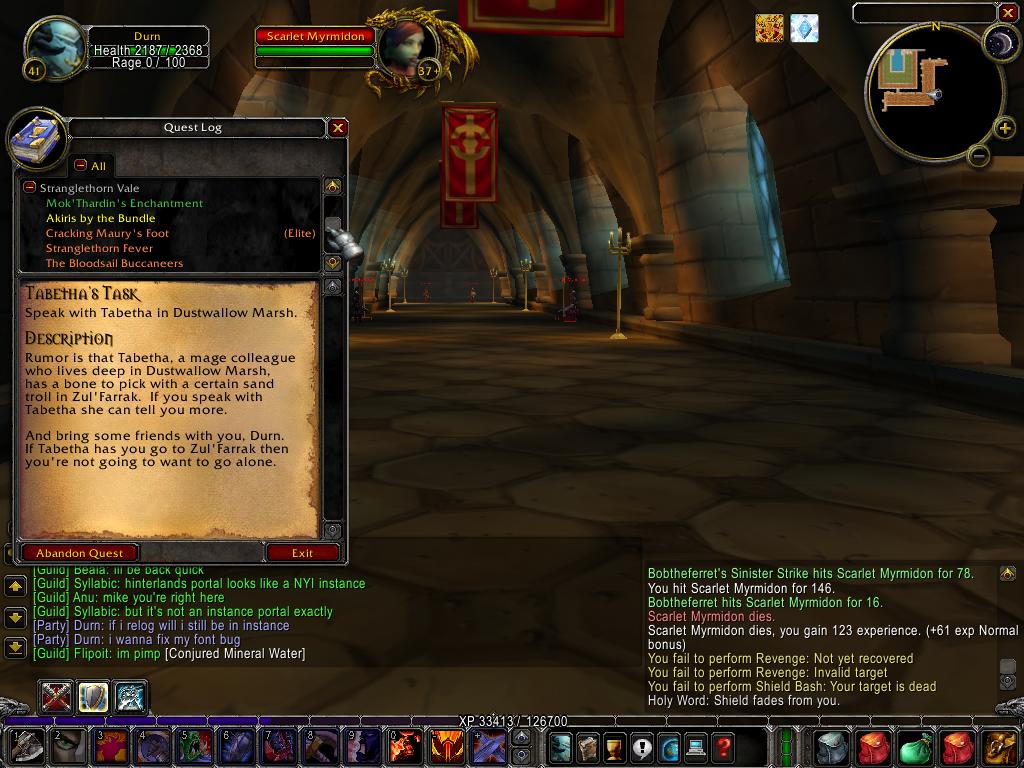 Durn
Health 2187 / 2368
Rage 0 / 100
41
Scarlet Myrmidon
37+
N
Quest Log
All
Stranglethorn Vale
Mok'Thardin's Enchantment
Akiris by the Bundle
Cracking Maury's Foot (Elite)
Stranglethorn Fever
The Bloodsail Buccaneers
Tabetha's Task
Speak with Tabetha in Dustwallow Marsh.
Description
Rumor is that Tabetha, a mage colleague
who lives deep in Dustwallow Marsh,
has a bone to pick with a certain sand
troll in Zul'Farrak. If you speak with
Tabetha she can tell you more.
And bring some friends with you, Durn.
If Tabetha has you go to Zul'Farrak then
you're not going to want to go alone.
Abandon Quest
Exit
[Guild] Beala: ill be back quick
[Guild] Syllabic: hinterlands portal looks like a NYI instance
[Guild] Anu: mike you're right here
[Guild] Syllabic: but it's not an instance portal exactly
[Party] Durn: if i relog will i still be in instance
[Party] Durn: i wanna fix my font bug
[Guild] Flipoit: im pimp [Conjured Mineral Water]
Bobtheferret's Sinister Strike hits Scarlet Myrmidon for 78.
You hit Scarlet Myrmidon for 146.
Bobtheferret hits Scarlet Myrmidon for 16.
Scarlet Myrmidon dies.
Scarlet Myrmidon dies, you gain 123 experience. (+61 exp Normal
bonus)
You fail to perform Revenge: Not yet recovered
You fail to perform Revenge: Invalid target
You fail to perform Shield Bash: Your target is dead
Holy Word: Shield fades from you.
XP 33413 / 126700
1 2 3 4 5 6 7 8 9 0 - +